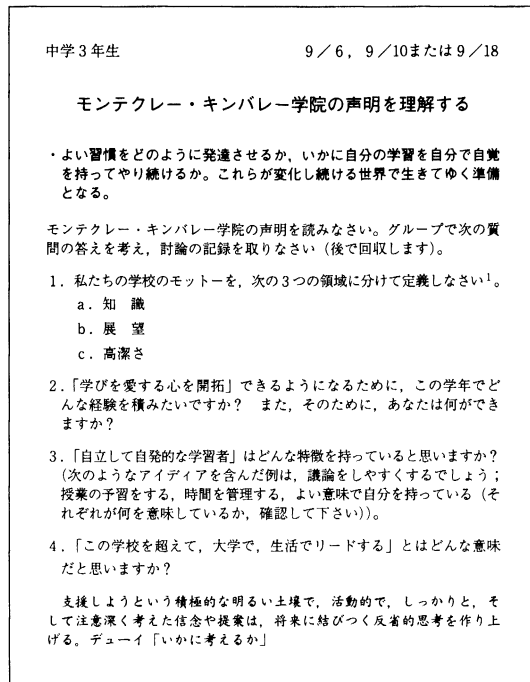 中学3年生 9／6，9／10または9／18
モンテクレー・キンバレー学院の声明を理解する
・よい習慣をどのように発達させるか，いかに自分の学習を自分で自覚
を持ってやり続けるか。これらが変化し続ける世界で生きてゆく準備
となる。
モンテクレー・キンバレー学院の声明を読みなさい。グループで次の質
問の答えを考え，討論の記録を取りなさい（後で回収します）。
1．私たちの学校のモットーを，次の3つの領域に分けて定義しなさい¹。
a．知　識
b．展　望
c．高潔さ
2．「学びを愛する心を開拓」できるようになるために，この学年でど
んな経験を積みたいですか？　また，そのために，あなたは何ができ
ますか？
3．「自立して自発的な学習者」はどんな特徴を持っていると思いますか？
（次のようなアイディアを含んだ例は，議論をしやすくするでしょう；
授業の予習をする，時間を管理する，よい意味で自分を持っている（そ
れぞれが何を意味しているか，確認して下さい））。
4．「この学校を超えて，大学で，生活でリードする」とはどんな意味
だと思いますか？
支援しようという積極的な明るい土壌で，活動的で，しっかりと，そ
して注意深く考えた信念や提案は，将来に結びつく反省的思考を作り上
げる。デューイ「いかに考えるか」